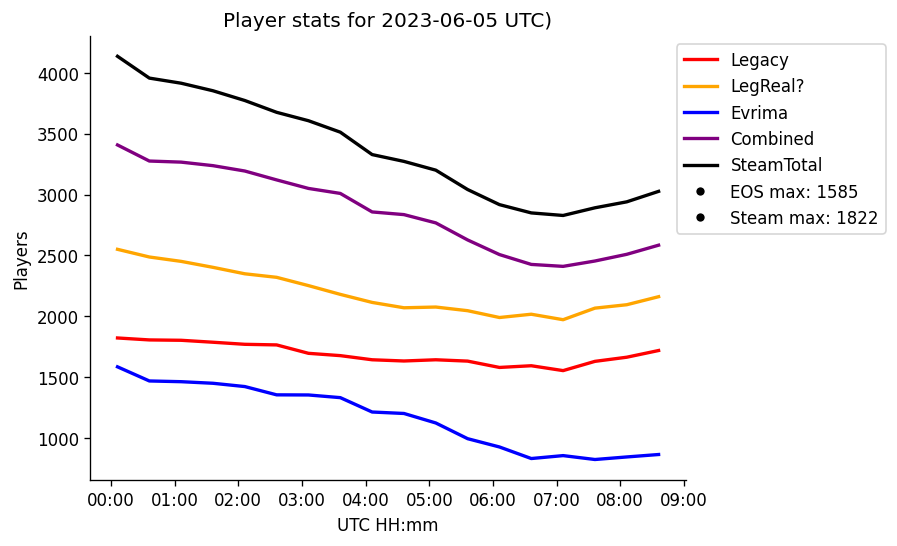 Player stats for 2023-06-05 UTC)
Players
4000
3500
3000
2500
2000
1500
1000
00:00 01:00 02:00 03:00 04:00 05:00 06:00 07:00 08:00 09:00
UTC HH:mm
Legacy
LegReal?
Evrima
Combined
SteamTotal
EOS max: 1585
Steam max: 1822